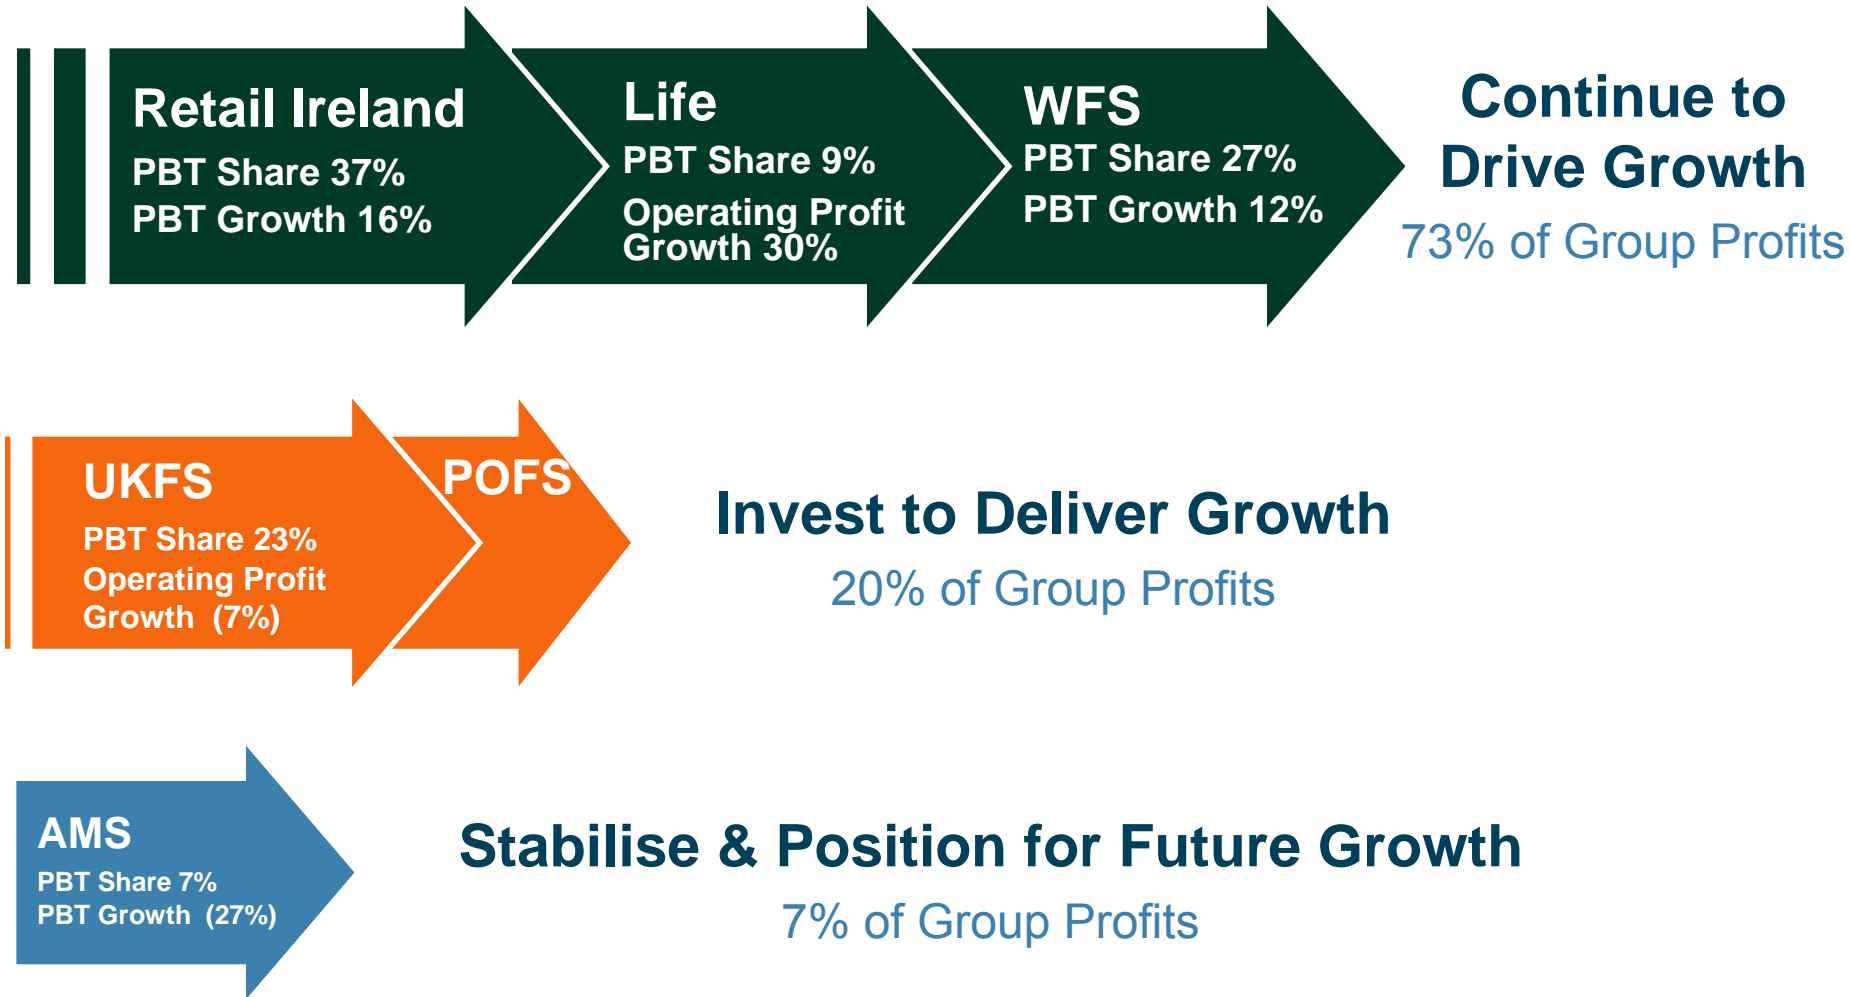 Retail Ireland
PBT Share 37%
PBT Growth 16%
Life
PBT Share 9%
Operating Profit
Growth 30%
WFS
PBT Share 27%
PBT Growth 12%
Continue to
Drive Growth
73% of Group Profits
UKFS
PBT Share 23%
Operating Profit
Growth (7%)
POFS
Invest to Deliver Growth
20% of Group Profits
AMS
PBT Share 7%
PBT Growth (27%)
Stabilise & Position for Future Growth
7% of Group Profits